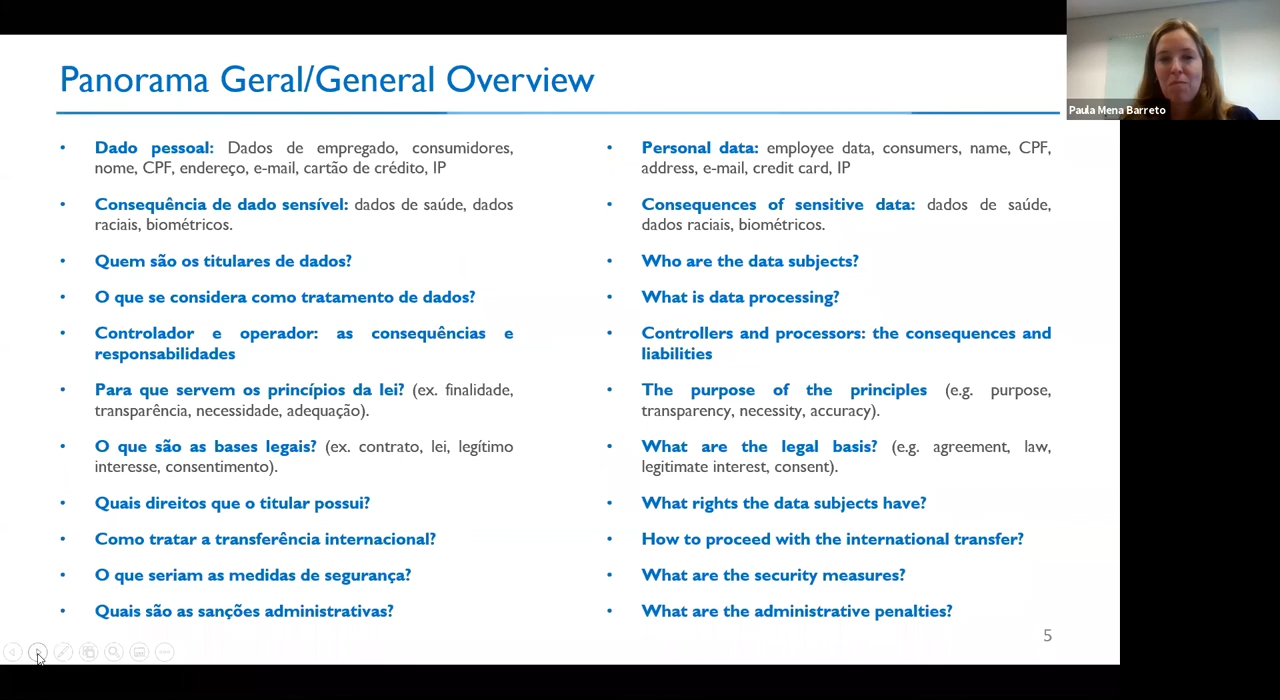 Panorama Geral/General Overview
Paula Mena Barreto
• Dado pessoal: Dados de empregado, consumidores,
nome, CPF, endereço, e-mail, cartão de crédito, IP
• Consequência de dado sensível: dados de saúde, dados
raciais, biométricos.
• Quem são os titulares de dados?
• O que se considera como tratamento de dados?
• Controlador e operador: as consequências e
responsabilidades
• Para que servem os princípios da lei? (ex. finalidade,
transparência, necessidade, adequação).
• O que são as bases legais? (ex. contrato, lei, legítimo
interesse, consentimento).
• Quais direitos que o titular possui?
• Como tratar a transferência internacional?
• O que seriam as medidas de segurança?
• Quais são as sanções administrativas?
• Personal data: employee data, consumers, name, CPF,
address, e-mail, credit card, IP
• Consequences of sensitive data: dados de saúde,
dados raciais, biométricos.
• Who are the data subjects?
• What is data processing?
• Controllers and processors: the consequences and
liabilities
• The purpose of the principles (e.g. purpose,
transparency, necessity, accuracy).
• What are the legal basis? (e.g. agreement, law,
legitimate interest, consent).
• What rights the data subjects have?
• How to proceed with the international transfer?
• What are the security measures?
• What are the administrative penalties?
5